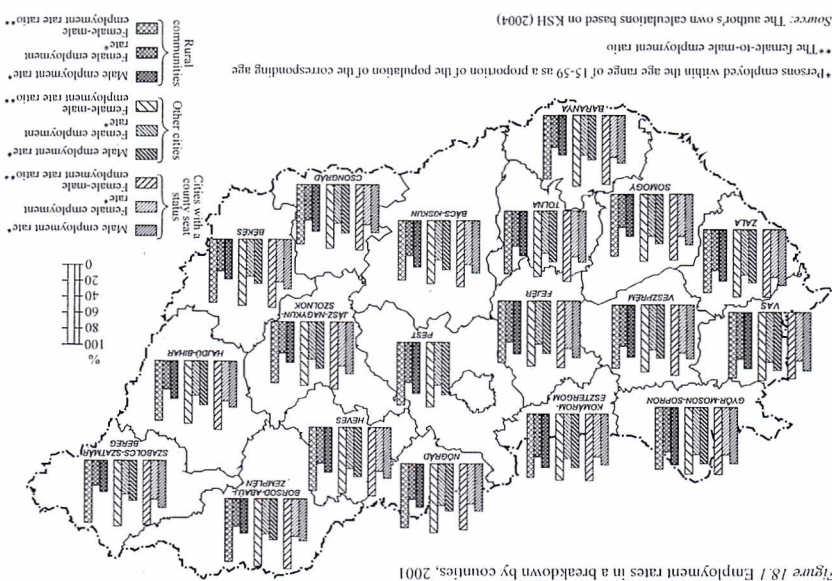 Figure 18.1 Employment rates in a breakdown by counties, 2001
BORSOD-ABAÚJ-
ZEMPLÉN
SZABOLCS-SZATMÁR
BEREG
NÓGRÁD
HEVES
GYŐR-MOSON-SOPRON
KOMÁROM-
ESZTERGOM
HAJDÚ-BIHAR
PEST
JÁSZ-NAGYKUN-
SZOLNOK
VAS
VESZPRÉM
FEJÉR
BÉKÉS
ZALA
SOMOGY
TOLNA
BÁCS-KISKUN
CSONGRÁD
BARANYA
%
100
80
60
40
20
0
Cities with a
county seat
status
Male employment rate*
Female employment
rate*
Female-male
employment rate ratio**
Other cities
Male employment rate*
Female employment
rate*
Female-male
employment rate ratio**
Rural
communities
Male employment rate*
Female employment
rate*
Female-male
employment rate ratio**
*Persons employed within the age range of 15-59 as a proportion of the population of the corresponding age
**The female-to-male employment ratio
Source: The author's own calculations based on KSH (2004)